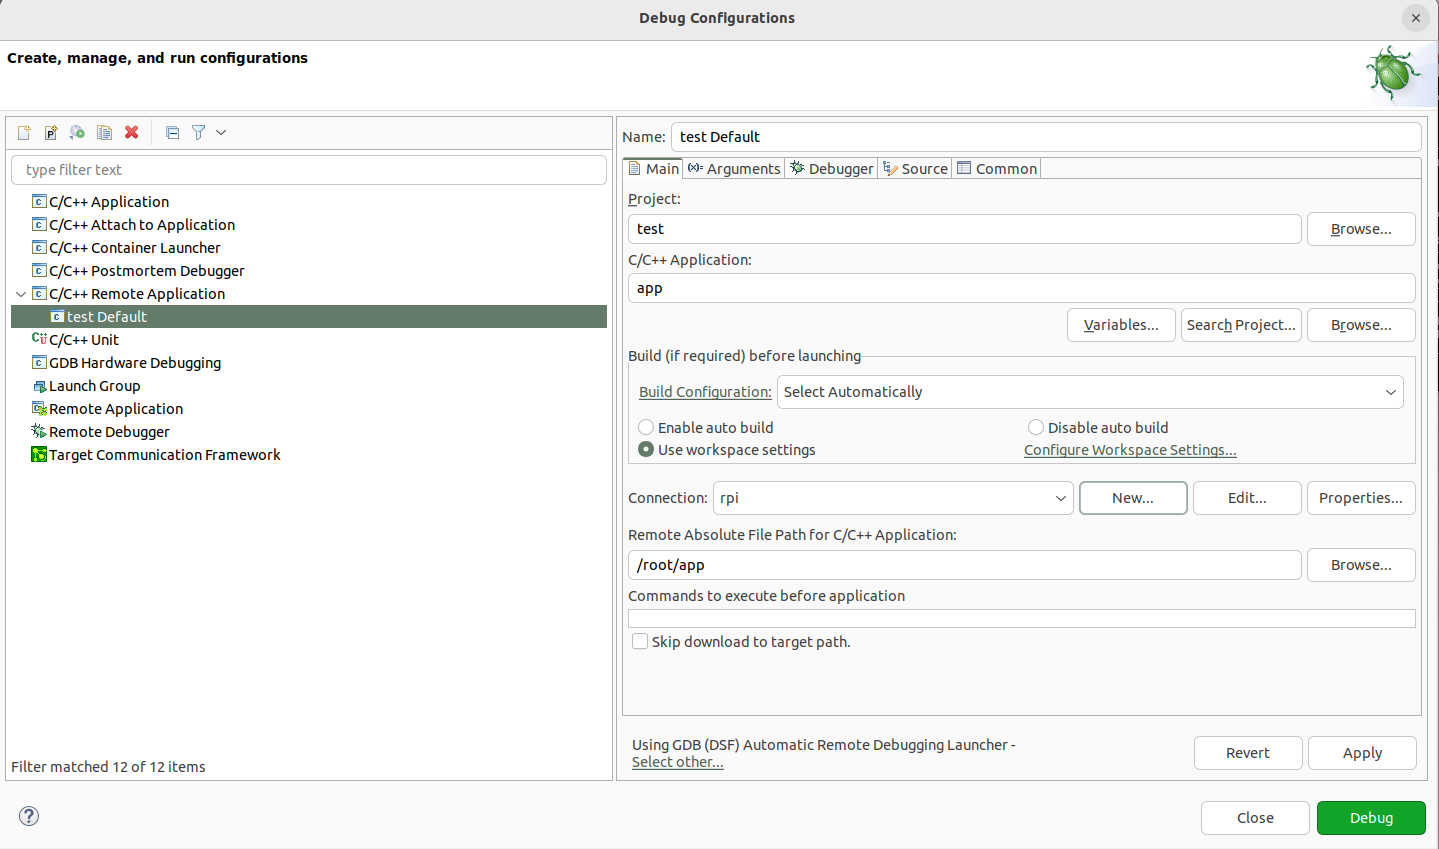 Debug Configurations
Create, manage, and run configurations
type filter text
C/C++ Application
C/C++ Attach to Application
C/C++ Container Launcher
C/C++ Postmortem Debugger
C/C++ Remote Application
test Default
C/C++ Unit
GDB Hardware Debugging
Launch Group
Remote Application
Remote Debugger
Target Communication Framework
Filter matched 12 of 12 items
Name: test Default
Main Arguments Debugger Source Common
Project:
test Browse...
C/C++ Application:
app
Variables... Search Project... Browse...
Build (if required) before launching
Build Configuration: Select Automatically
Enable auto build Disable auto build
Use workspace settings Configure Workspace Settings...
Connection: rpi New... Edit... Properties...
Remote Absolute File Path for C/C++ Application:
/root/app Browse...
Commands to execute before application
Skip download to target path.
Using GDB (DSF) Automatic Remote Debugging Launcher -
Select other...
Revert Apply
Close Debug